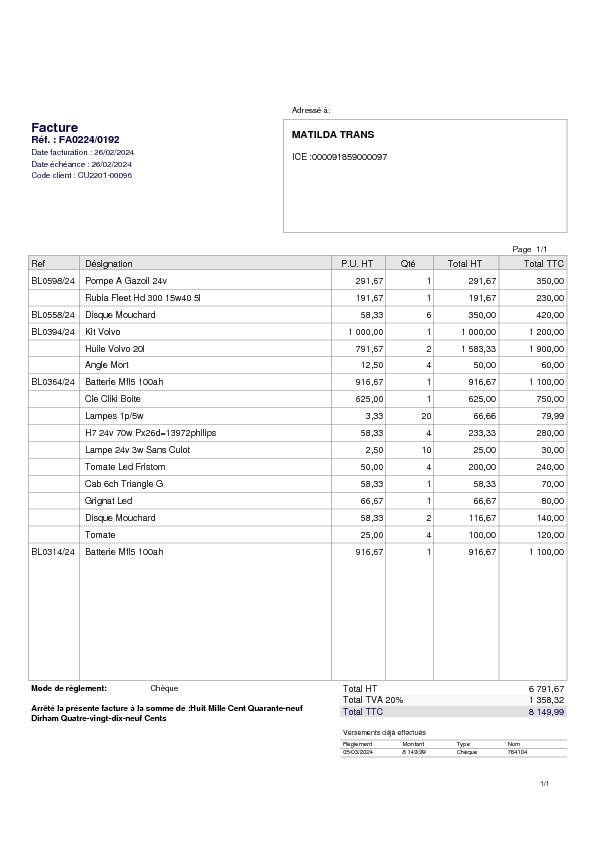 Adressé à:
Facture
Réf. : FA0224/0192
Date facturation : 26/02/2024
Date échéance : 26/02/2024
Code client : CU2201-00096
MATILDA TRANS
ICE :000091859000097
Page 1/1
Ref Désignation P.U. HT Qté Total HT Total TTC
BL0598/24 Pompe A Gazoil 24v 291,67 1 291,67 350,00
Rubia Fleet Hd 300 15w40 5l 191,67 1 191,67 230,00
BL0558/24 Disque Mouchard 58,33 6 350,00 420,00
BL0394/24 Kit Volvo 1 000,00 1 1 000,00 1 200,00
Huile Volvo 20l 791,67 2 1 583,33 1 900,00
Angle Mort 12,50 4 50,00 60,00
BL0364/24 Batterie Mfl5 100ah 916,67 1 916,67 1 100,00
Cle Cliki Boite 625,00 1 625,00 750,00
Lampes 1p/5w 3,33 20 66,66 79,99
H7 24v 70w Px26d=13972philips 58,33 4 233,33 280,00
Lampe 24v 3w Sans Culot 2,50 10 25,00 30,00
Tomate Led Fristom 50,00 4 200,00 240,00
Cab 6ch Triangle G 58,33 1 58,33 70,00
Grignat Led 66,67 1 66,67 80,00
Disque Mouchard 58,33 2 116,67 140,00
Tomate 25,00 4 100,00 120,00
BL0314/24 Batterie Mfl5 100ah 916,67 1 916,67 1 100,00
Mode de règlement: Chèque
Total HT 6 791,67
Total TVA 20% 1 358,32
Total TTC 8 149,99
Arrêté la présente facture à la somme de :Huit Mille Cent Quarante-neuf
Dirham Quatre-vingt-dix-neuf Cents
Versements déjà effectués
Règlement Montant Type Num
05/03/2024 8 149,99 Chèque 764104
1/1